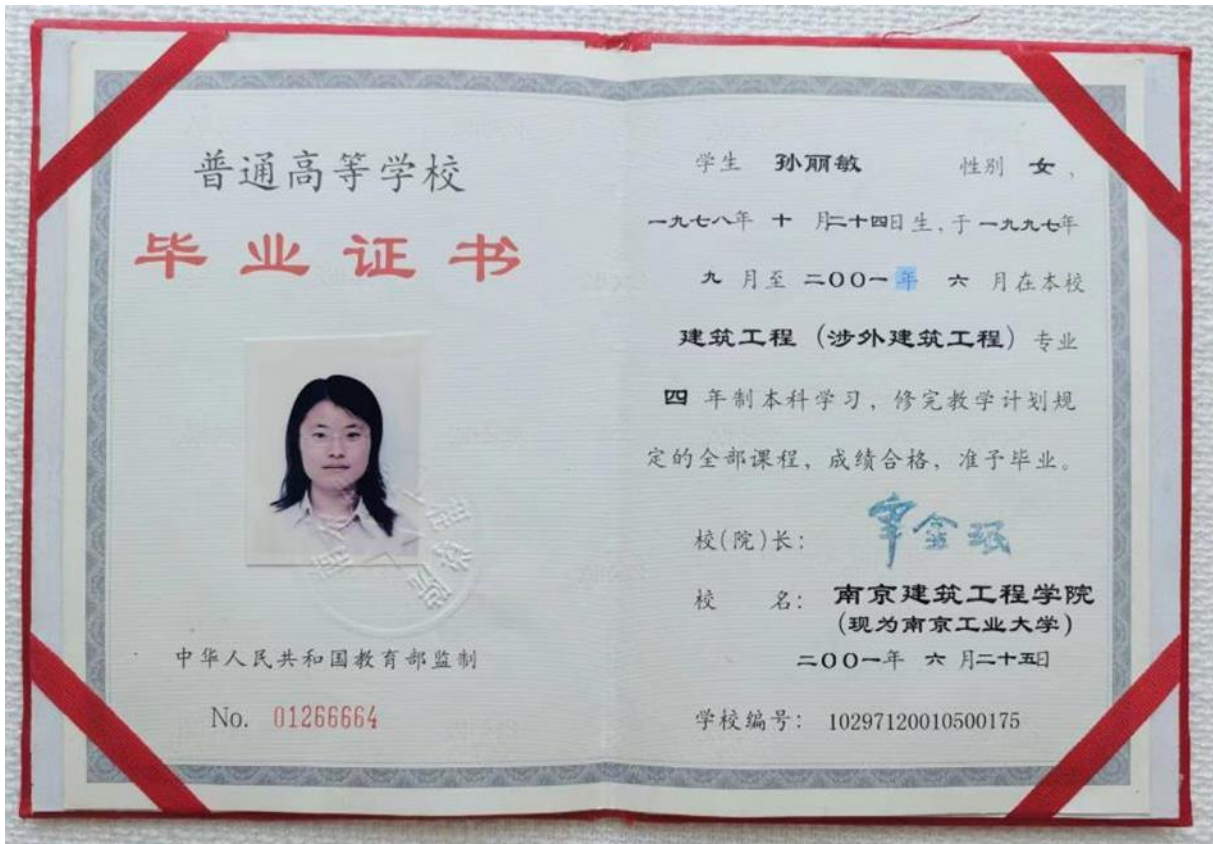 普通高等学校
毕业证书
中华人民共和国教育部监制
No. 01266664
学生 孙丽敏 性别 女，
一九七八年 十 月二十四日生，于一九九七年
九 月至 二〇〇一年 六 月在本校
建筑工程（涉外建筑工程）专业
四 年制本科学习，修完教学计划规
定的全部课程，成绩合格，准予毕业。
校(院)长：
校 名：南京建筑工程学院
(现为南京工业大学)
二〇〇一年 六 月二十五日
学校编号：10297120010500175